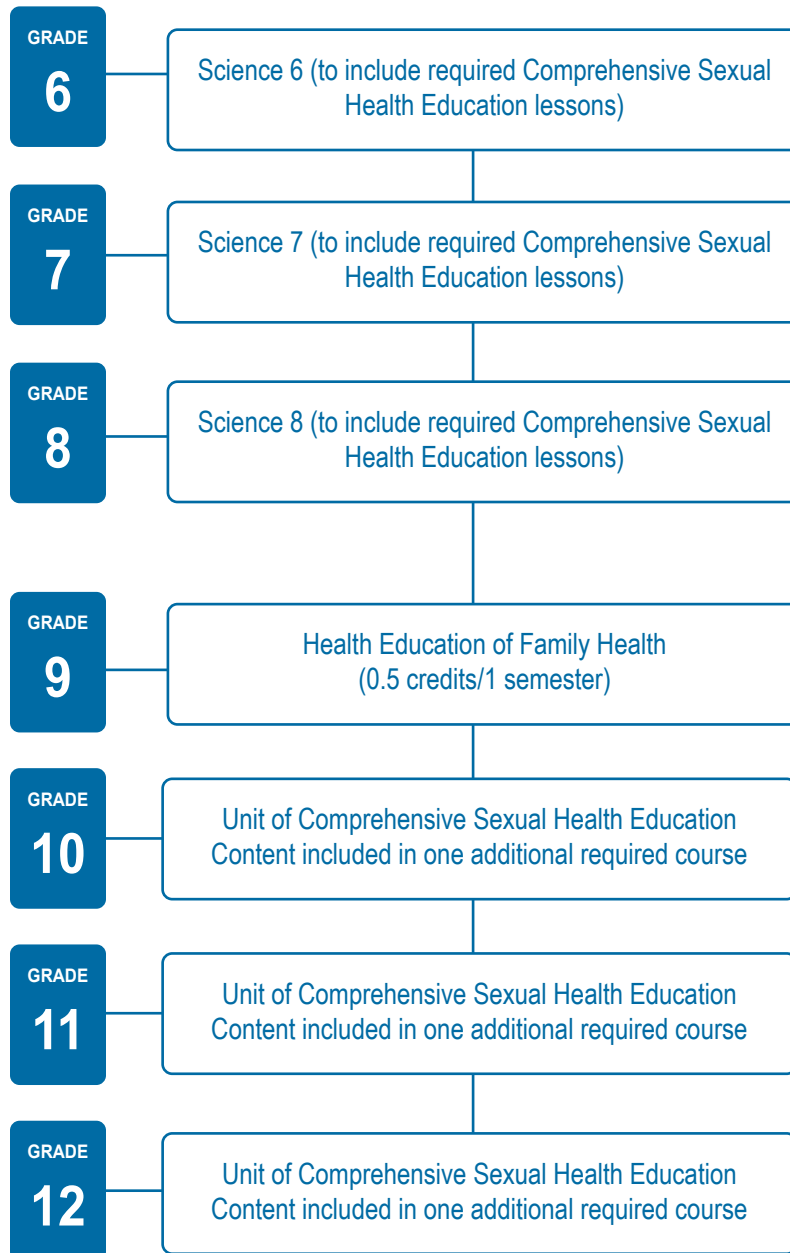 GRADE
6
Science 6 (to include required Comprehensive Sexual
Health Education lessons)
GRADE
7
Science 7 (to include required Comprehensive Sexual
Health Education lessons)
GRADE
8
Science 8 (to include required Comprehensive Sexual
Health Education lessons)
GRADE
9
Health Education of Family Health
(0.5 credits/1 semester)
GRADE
10
Unit of Comprehensive Sexual Health Education
Content included in one additional required course
GRADE
11
Unit of Comprehensive Sexual Health Education
Content included in one additional required course
GRADE
12
Unit of Comprehensive Sexual Health Education
Content included in one additional required course